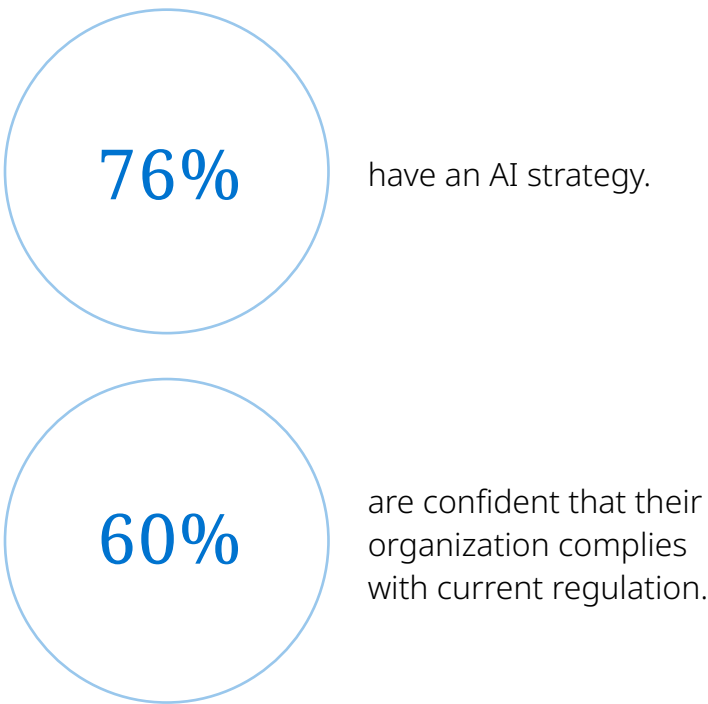 76%
have an AI strategy.
60%
are confident that their
organization complies
with current regulation.